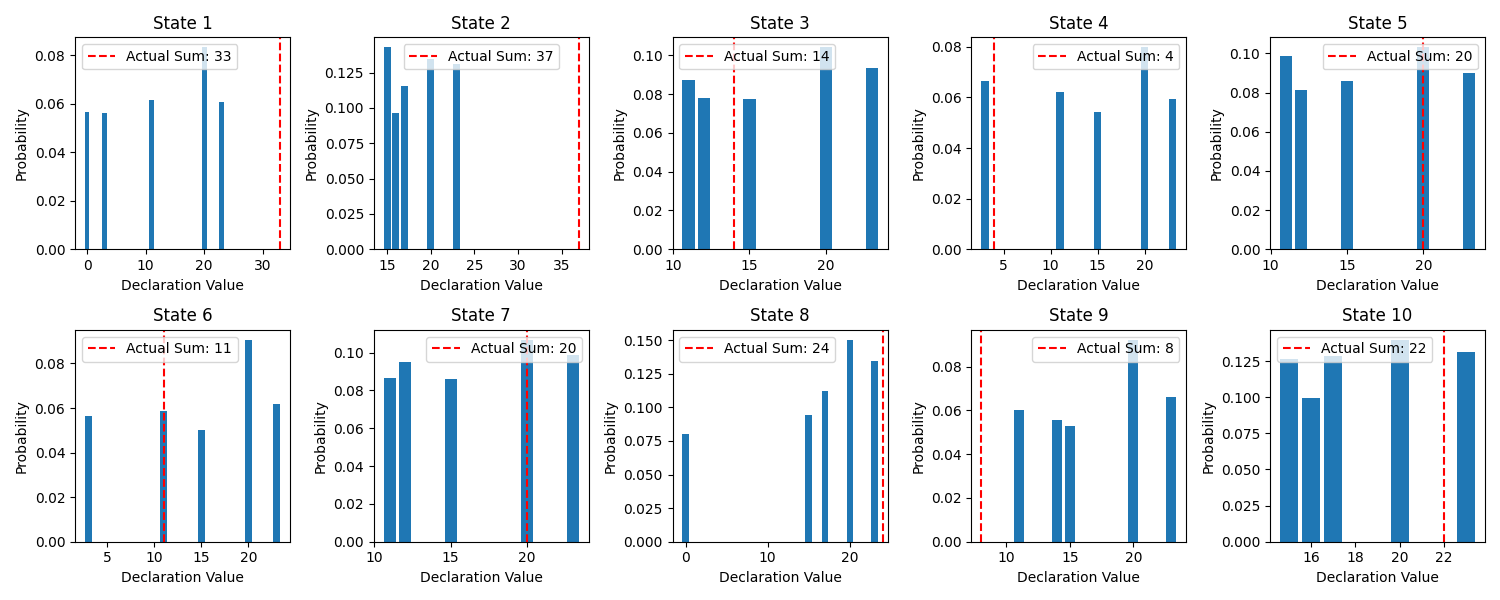 State 1
Probability
0.08
0.06
0.04
0.02
0.00
Actual Sum: 33
0 10 20 30
Declaration Value
State 2
Probability
0.125
0.100
0.075
0.050
0.025
0.000
Actual Sum: 37
15 20 25 30 35
Declaration Value
State 3
Probability
0.10
0.08
0.06
0.04
0.02
0.00
Actual Sum: 14
10 15 20
Declaration Value
State 4
Probability
0.08
0.06
0.04
0.02
0.00
Actual Sum: 4
5 10 15 20
Declaration Value
State 5
Probability
0.10
0.08
0.06
0.04
0.02
0.00
Actual Sum: 20
10 15 20
Declaration Value
State 6
Probability
0.08
0.06
0.04
0.02
0.00
Actual Sum: 11
5 10 15 20
Declaration Value
State 7
Probability
0.10
0.08
0.06
0.04
0.02
0.00
Actual Sum: 20
10 15 20
Declaration Value
State 8
Probability
0.150
0.125
0.100
0.075
0.050
0.025
0.000
Actual Sum: 24
0 10 20
Declaration Value
State 9
Probability
0.08
0.06
0.04
0.02
0.00
Actual Sum: 8
10 15 20
Declaration Value
State 10
Probability
0.125
0.100
0.075
0.050
0.025
0.000
Actual Sum: 22
16 18 20 22
Declaration Value